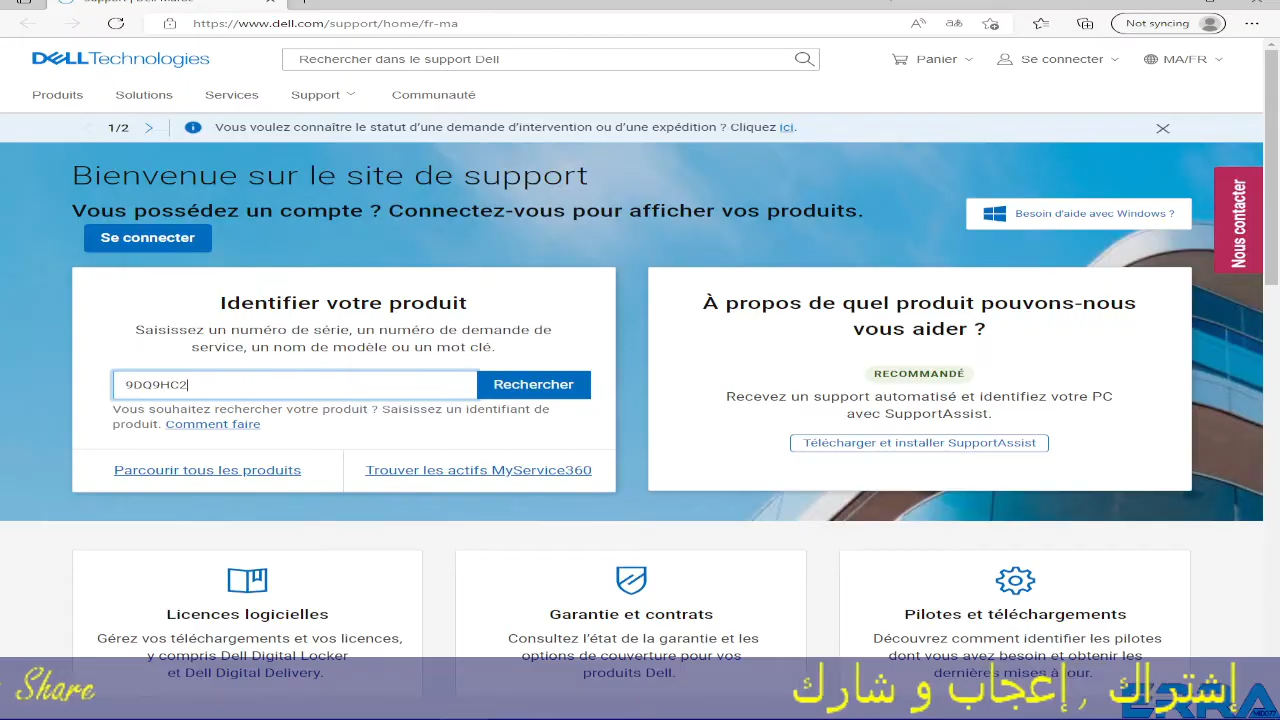 https://www.dell.com/support/home/fr-ma
Not syncing
DELLTechnologies
Rechercher dans le support Dell
Panier
Se connecter
MA/FR
Produits
Solutions
Services
Support
Communauté
1/2
Vous voulez connaître le statut d'une demande d'intervention ou d'une expédition ? Cliquez ici.
Bienvenue sur le site de support
Vous possédez un compte ? Connectez-vous pour afficher vos produits.
Se connecter
Besoin d'aide avec Windows ?
Nous contacter
Identifier votre produit
Saisissez un numéro de série, un numéro de demande de
service, un nom de modèle ou un mot clé.
9DQ9HC2
Rechercher
Vous souhaitez rechercher votre produit ? Saisissez un identifiant de
produit. Comment faire
Parcourir tous les produits
Trouver les actifs MyService360
À propos de quel produit pouvons-nous
vous aider ?
RECOMMANDÉ
Recevez un support automatisé et identifiez votre PC
avec SupportAssist.
Télécharger et installer SupportAssist
Licences logicielles
Gérez vos téléchargements et vos licences,
y compris Dell Digital Locker
et Dell Digital Delivery.
Garantie et contrats
Consultez l'état de la garantie et les
options de couverture pour vos
produits Dell.
Pilotes et téléchargements
Découvrez comment identifier les pilotes
dont vous avez besoin et obtenir les
dernières mises à jour.
Share
إشتراك , إعجاب و شارك